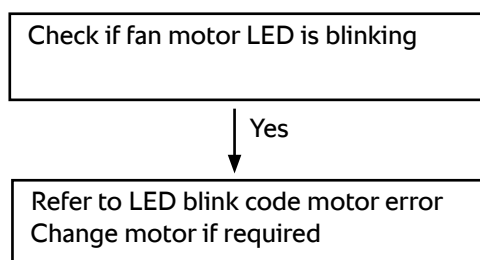 Check if fan motor LED is blinking
Yes
Refer to LED blink code motor error
Change motor if required